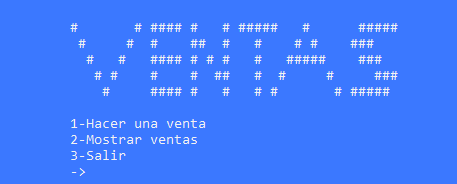 VENTAS
1-Hacer una venta
2-Mostrar ventas
3-Salir
->